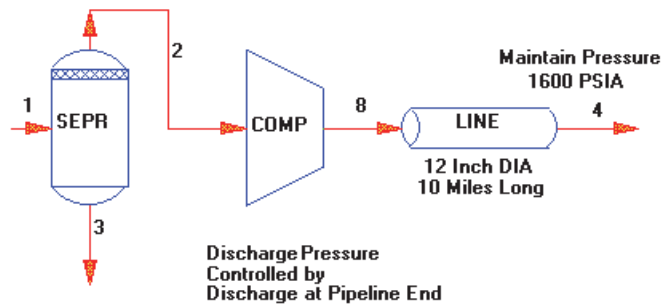 1
SEPR
3
2
COMP
8
LINE
12 Inch DIA
10 Miles Long
Maintain Pressure
1600 PSIA
4
Discharge Pressure
Controlled by
Discharge at Pipeline End